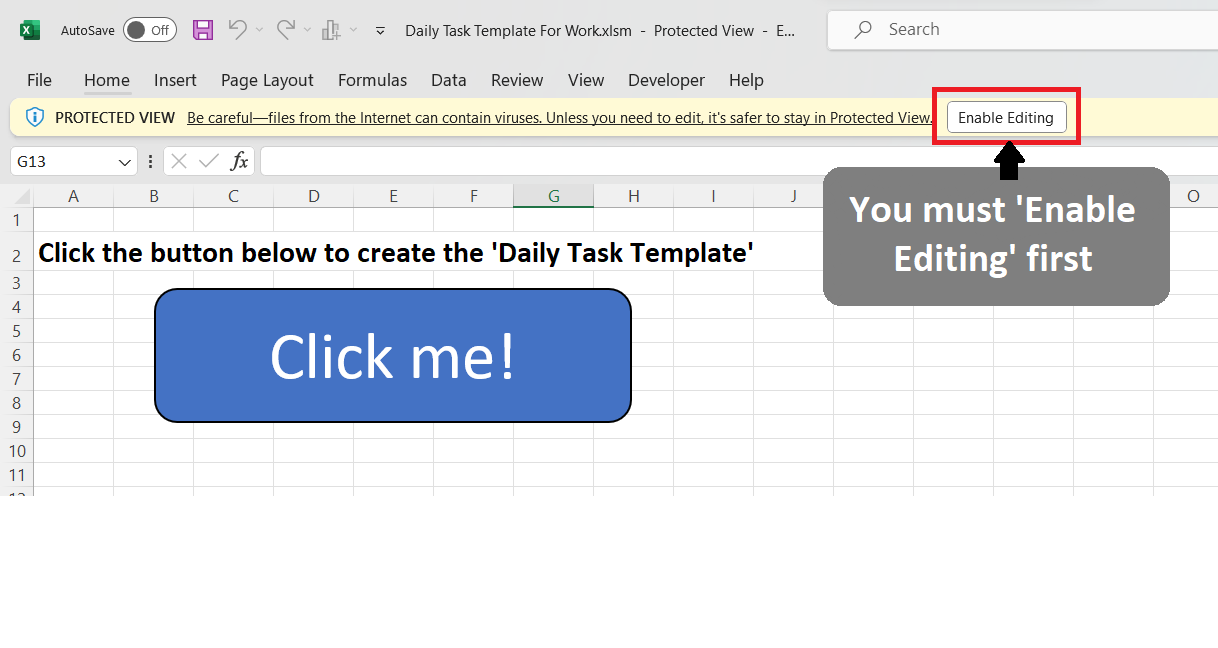 AutoSave Off Daily Task Template For Work.xlsm - Protected View - E... Search
File Home Insert Page Layout Formulas Data Review View Developer Help
PROTECTED VIEW Be careful—files from the Internet can contain viruses. Unless you need to edit, it's safer to stay in Protected View. Enable Editing
G13 fx
A B C D E F G H I J O
You must 'Enable
Editing' first
1
2 Click the button below to create the 'Daily Task Template'
3
4
5
6
Click me!
7
8
9
10
11